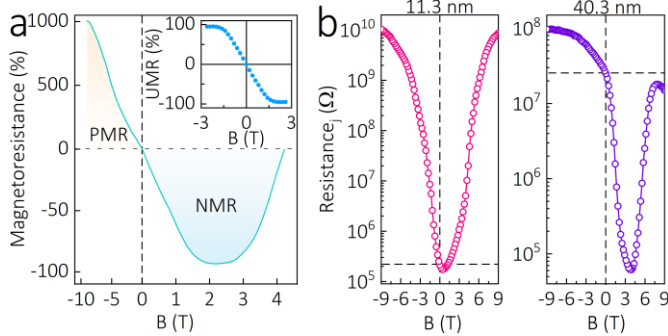 a
Magnetoresistance (%)
1000
500
0
-50
-100
PMR
NMR
-10
-5
0
1
2
3
4
B (T)
UMR (%)
100
0
-100
-3
0
3
B (T)
b
11.3 nm
Resistance_j (Ω)
10^10
10^9
10^8
10^7
10^6
10^5
-9 -6 -3 0 3 6 9
B (T)
40.3 nm
10^8
10^7
10^6
10^5
-9 -6 -3 0 3 6 9
B (T)